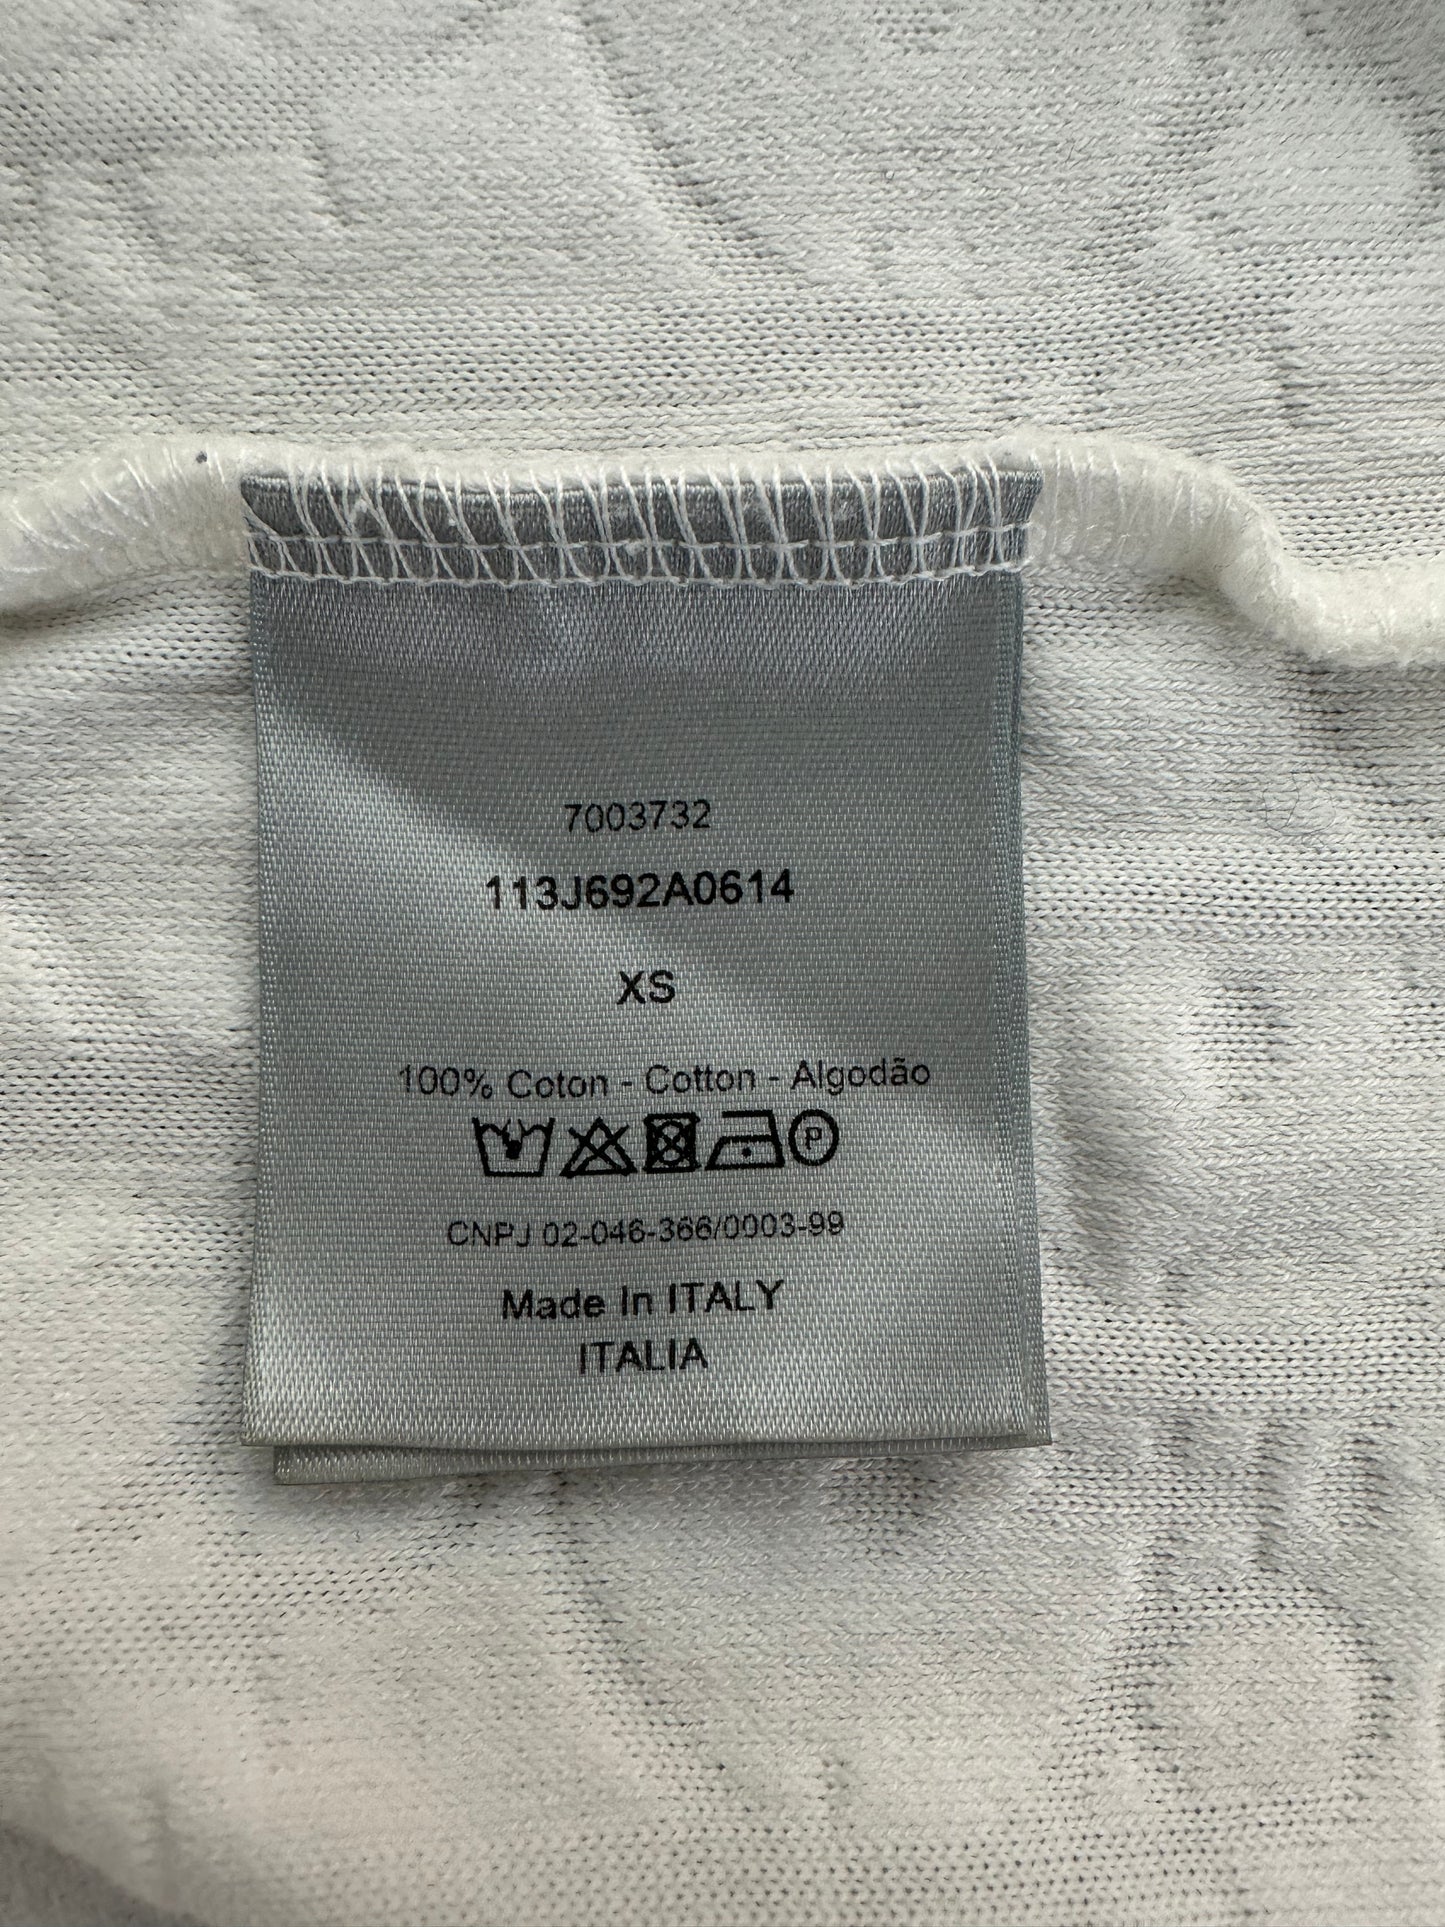 7003732
113J692A0614
XS
100% Coton - Cotton - Algodão
P
CNPJ 02-046-366/0003-99
Made In ITALY
ITALIA